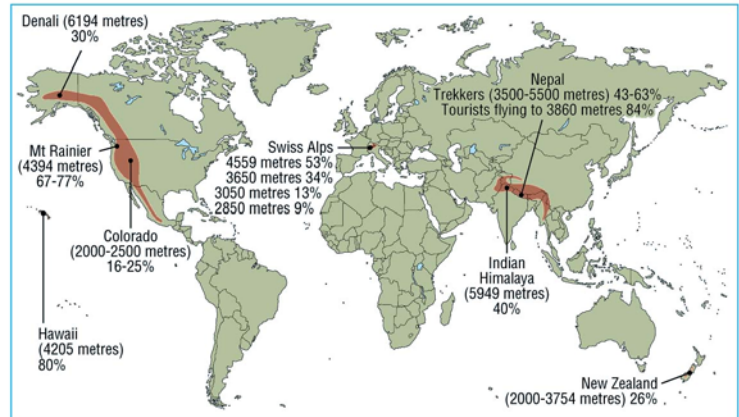 Denali (6194 metres)
30%
Nepal
Trekkers (3500-5500 metres) 43-63%
Tourists flying to 3860 metres 84%
Mt Rainier
(4394 metres)
67-77%
Swiss Alps
4559 metres 53%
3650 metres 34%
3050 metres 13%
2850 metres 9%
Colorado
(2000-2500 metres)
16-25%
Indian
Himalaya
(5949 metres)
40%
Hawaii
(4205 metres)
80%
New Zealand
(2000-3754 metres) 26%